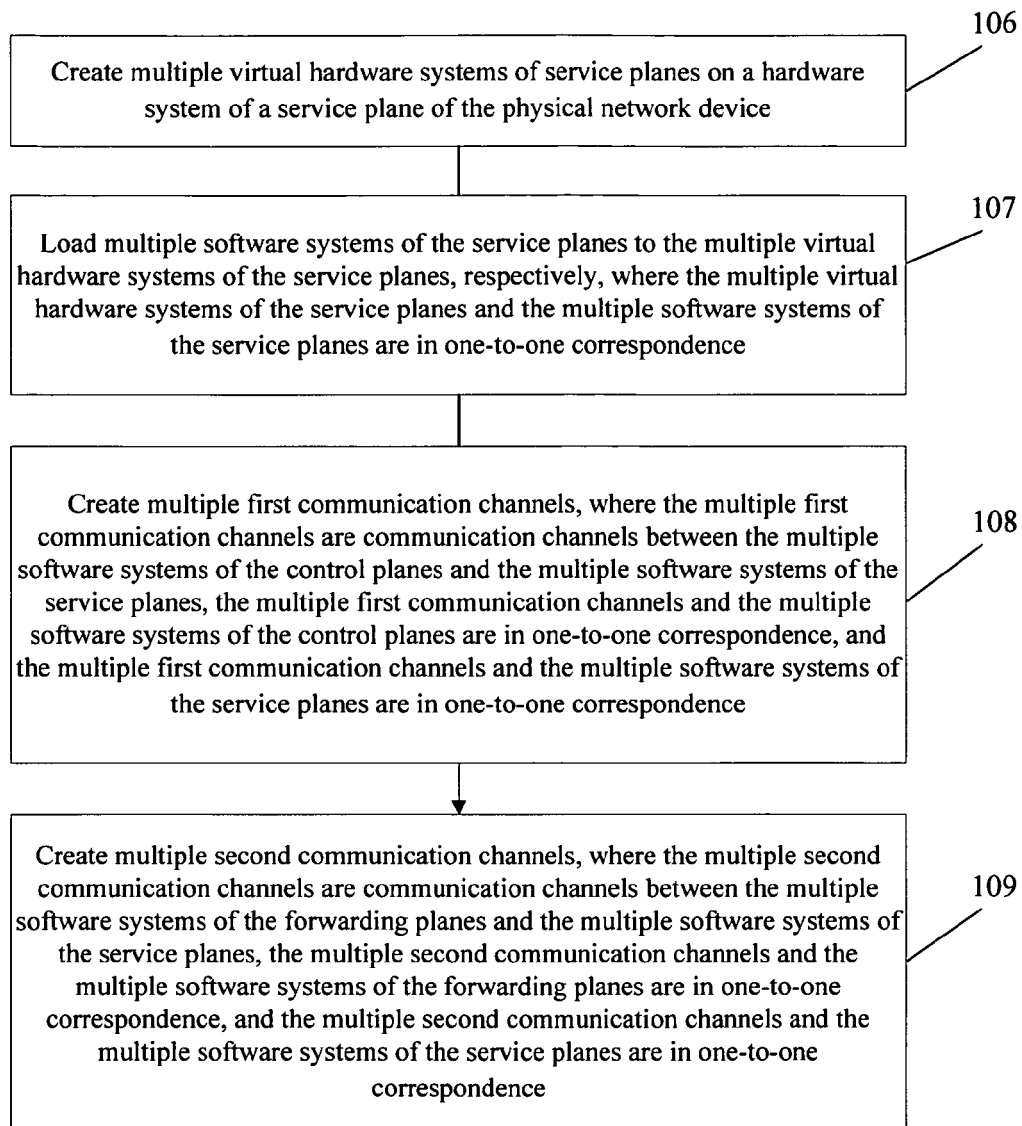 106
Create multiple virtual hardware systems of service planes on a hardware
system of a service plane of the physical network device
107
Load multiple software systems of the service planes to the multiple virtual
hardware systems of the service planes, respectively, where the multiple virtual
hardware systems of the service planes and the multiple software systems of
the service planes are in one-to-one correspondence
Create multiple first communication channels, where the multiple first
communication channels are communication channels between the multiple
software systems of the control planes and the multiple software systems of the
service planes, the multiple first communication channels and the multiple
software systems of the control planes are in one-to-one correspondence, and
the multiple first communication channels and the multiple software systems of
the service planes are in one-to-one correspondence
108
Create multiple second communication channels, where the multiple second
communication channels are communication channels between the multiple
software systems of the forwarding planes and the multiple software systems of
the service planes, the multiple second communication channels and the
multiple software systems of the forwarding planes are in one-to-one
correspondence, and the multiple second communication channels and the
multiple software systems of the service planes are in one-to-one
correspondence
109